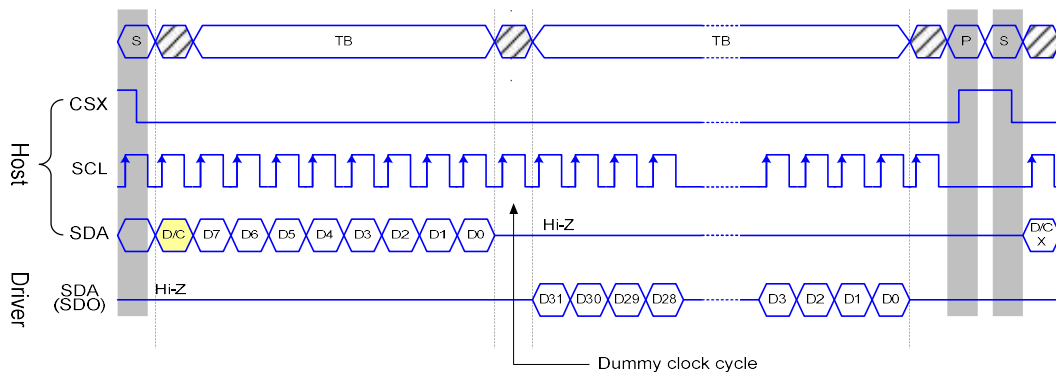 S TB TB P S
CSX
Host
SCL
SDA D/C D7 D6 D5 D4 D3 D2 D1 D0 Hi-Z D/C
X
Driver
SDA
(SDO) Hi-Z D31 D30 D29 D28 D3 D2 D1 D0
Dummy clock cycle